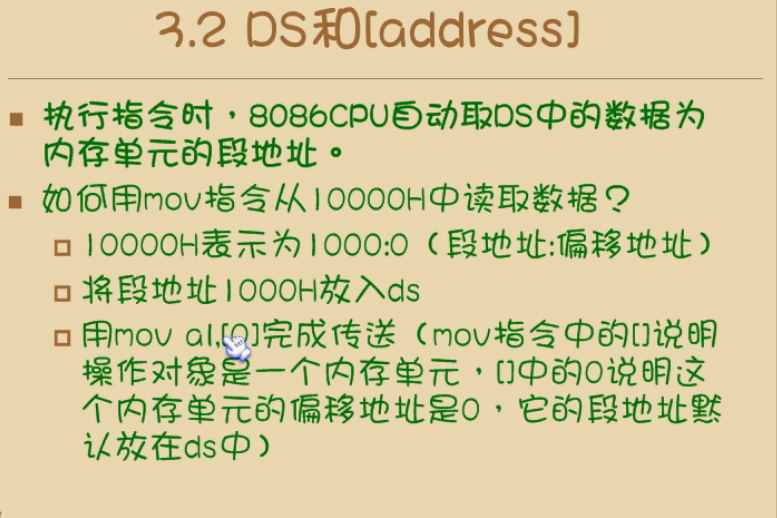 3.2 DS和[address]
执行指令时，8086CPU自动取DS中的数据为
内存单元的段地址。
如何用mov指令从10000H中读取数据？
10000H表示为1000:0（段地址:偏移地址）
将段地址1000H放入ds
用mov al,[0]完成传送（mov指令中的[]说明
操作对象是一个内存单元，[]中的0说明这
个内存单元的偏移地址是0，它的段地址默
认放在ds中）